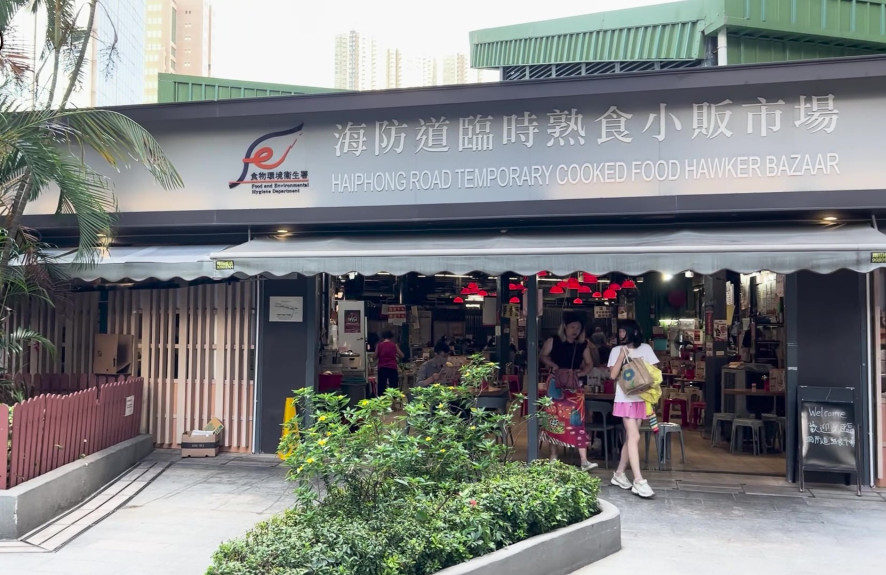 海防道臨時熟食小販市場
HAIPHONG ROAD TEMPORARY COOKED FOOD HAWKER BAZAAR
食物環境衞生署
Food and Environmental
Hygiene Department
Welcome
歡迎光臨